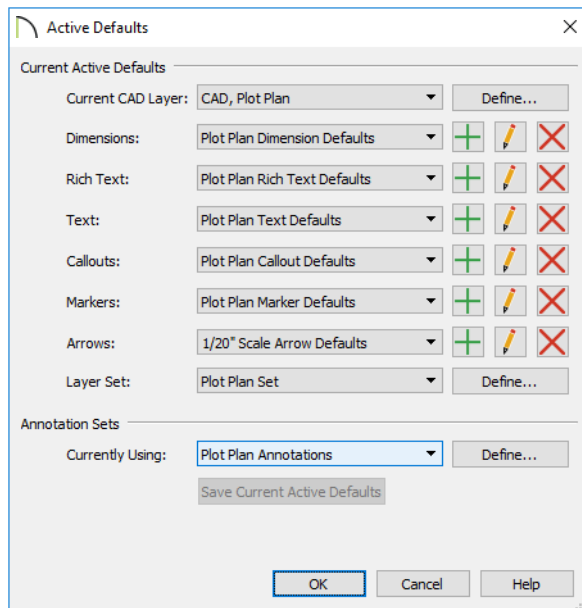 Active Defaults
Current Active Defaults
Current CAD Layer: CAD, Plot Plan Define...
Dimensions: Plot Plan Dimension Defaults
Rich Text: Plot Plan Rich Text Defaults
Text: Plot Plan Text Defaults
Callouts: Plot Plan Callout Defaults
Markers: Plot Plan Marker Defaults
Arrows: 1/20" Scale Arrow Defaults
Layer Set: Plot Plan Set Define...
Annotation Sets
Currently Using: Plot Plan Annotations Define...
Save Current Active Defaults
OK Cancel Help